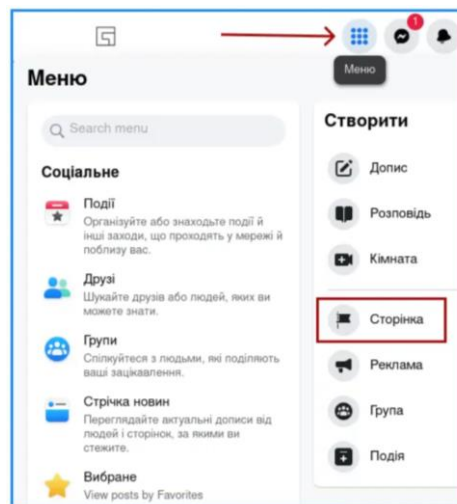 1
Меню
Меню
Search menu
Соціальне
Події
Організуйте або знаходьте події й
інші заходи, що проходять у мережі й
поблизу вас.
Друзі
Шукайте друзів або людей, яких ви
можете знати.
Групи
Спілкуйтеся з людьми, які поділяють
ваші зацікавлення.
Стрічка новин
Переглядайте актуальні дописи від
людей і сторінок, за якими ви
стежите.
Вибране
View posts by Favorites
Створити
Допис
Розповідь
Кімната
Сторінка
Реклама
Група
Подія